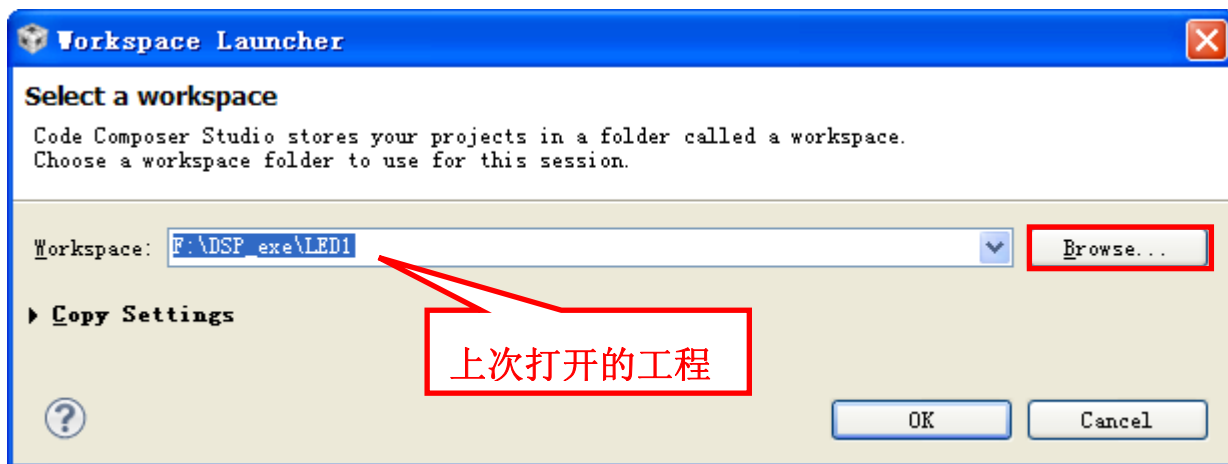 Workspace Launcher
Select a workspace
Code Composer Studio stores your projects in a folder called a workspace.
Choose a workspace folder to use for this session.
Workspace: F:\DSP_exe\LED1 Browse...
Copy Settings
上次打开的工程
? OK Cancel